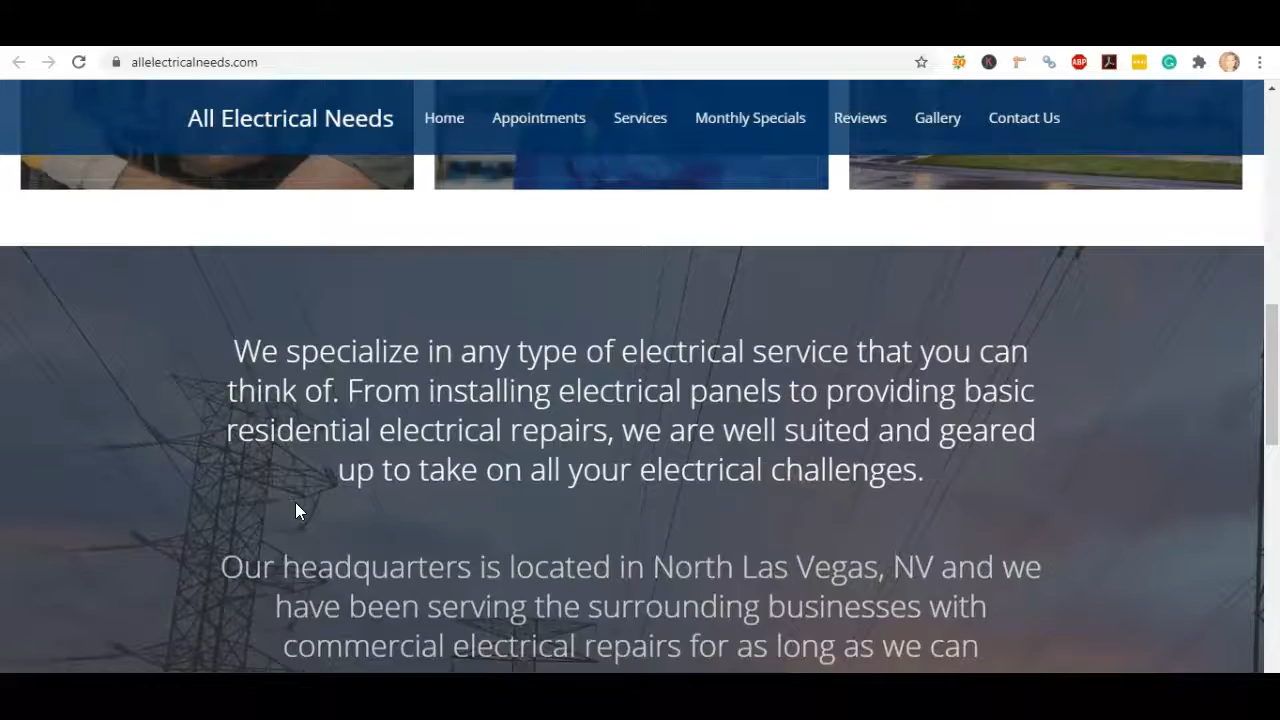 allelectricalneeds.com
ABP
All Electrical Needs Home Appointments Services Monthly Specials Reviews Gallery Contact Us
We specialize in any type of electrical service that you can
think of. From installing electrical panels to providing basic
residential electrical repairs, we are well suited and geared
up to take on all your electrical challenges.
Our headquarters is located in North Las Vegas, NV and we
have been serving the surrounding businesses with
commercial electrical repairs for as long as we can